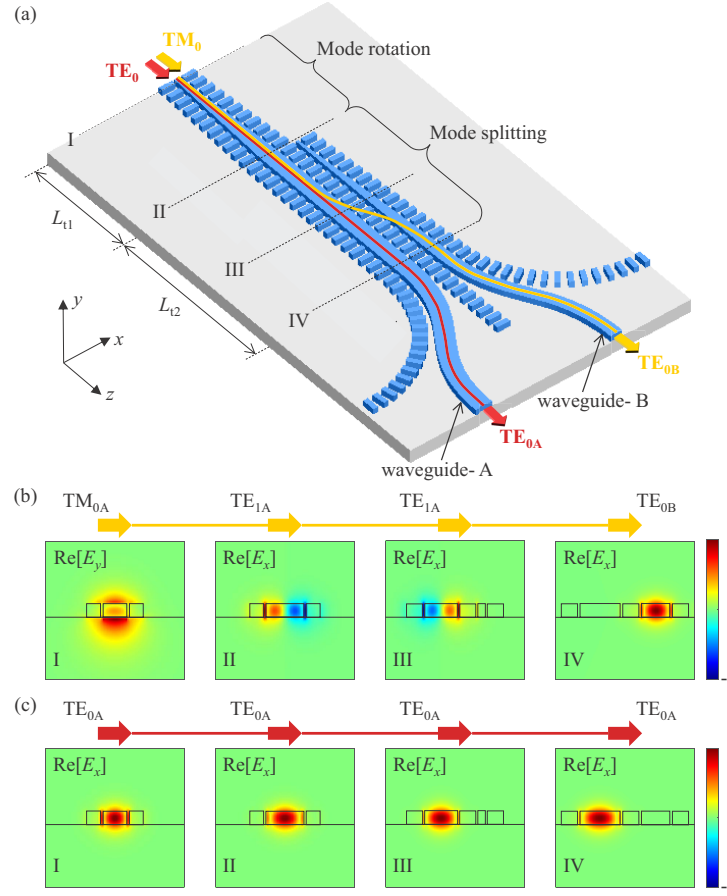 (a)
TM0
TE0
Mode rotation
Mode splitting
I
II
III
IV
Lt1
Lt2
y
x
z
TE0B
waveguide- B
TE0A
waveguide- A
(b)
TM0A TE1A TE1A TE0B
Re[Ey] Re[Ex] Re[Ex] Re[Ex]
I II III IV
(c)
TE0A TE0A TE0A TE0A
Re[Ex] Re[Ex] Re[Ex] Re[Ex]
I II III IV